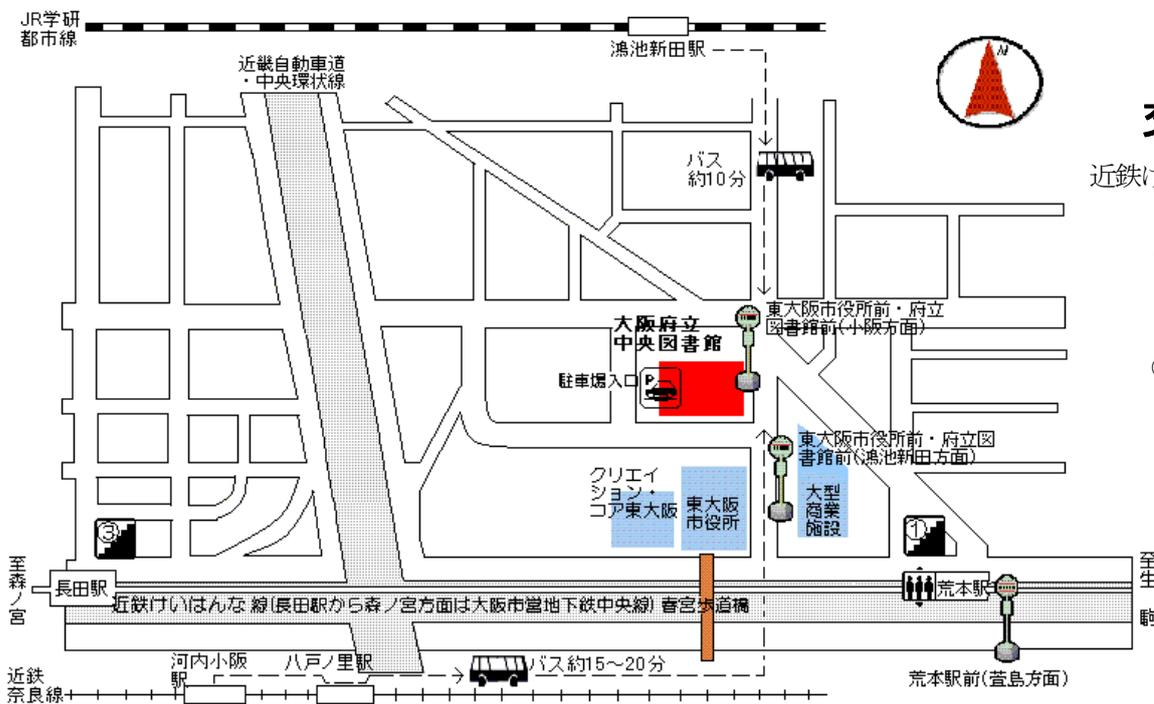 JR学研
都市線
鴻池新田駅
近畿自動車道
・中央環状線
N
バス
約10分
近鉄け
東大阪市役所前・府立
図書館前(小阪方面)
大阪府立
中央図書館
駐車場入口
P
東大阪市役所前・府立図
書館前(鴻池新田方面)
クリエイ
ション・
コア東大阪
東大阪
市役所
大型
商業
施設
③
①
至森ノ宮
長田駅
荒本駅
至生駒
近鉄けいはんな線(長田駅から森ノ宮方面は大阪市営地下鉄中央線)
春宮歩道橋
河内小阪
駅
八戸ノ里駅
バス約15～20分
荒本駅前(萱島方面)
近鉄
奈良線